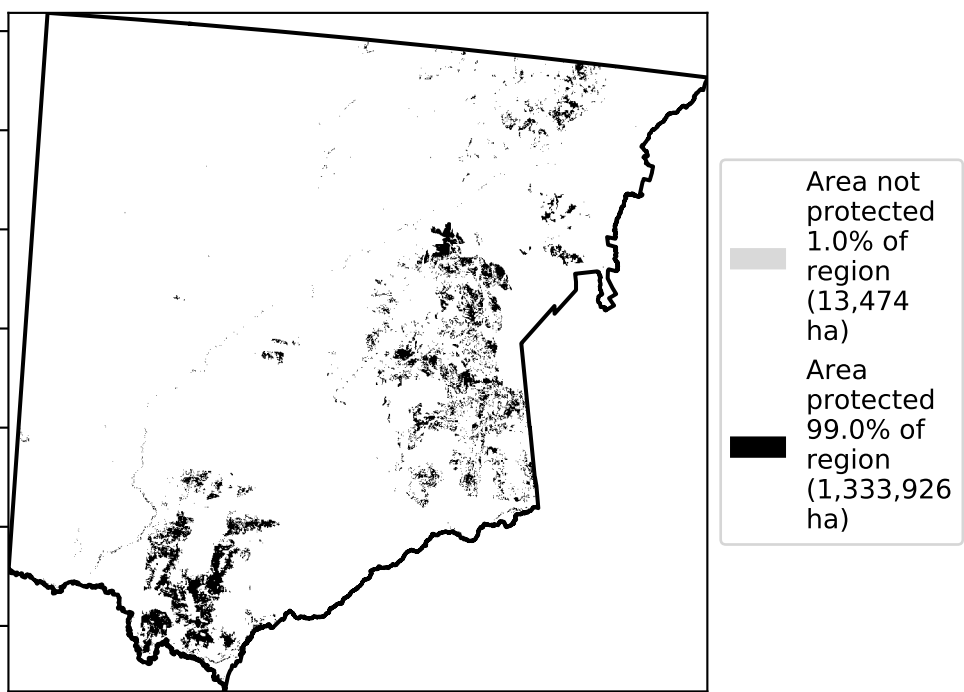 Area not
protected
1.0% of
region
(13,474
ha)
Area
protected
99.0% of
region
(1,333,926
ha)